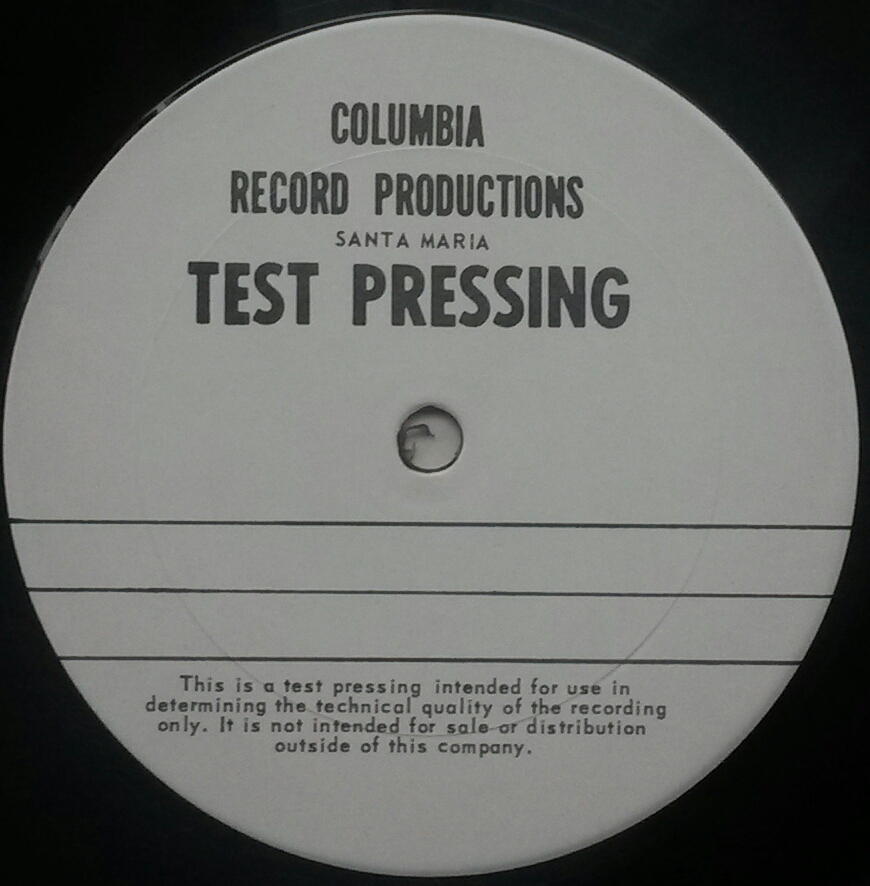 COLUMBIA
RECORD PRODUCTIONS
SANTA MARIA
TEST PRESSING
This is a test pressing intended for use in
determining the technical quality of the recording
only. It is not intended for sale or distribution
outside of this company.